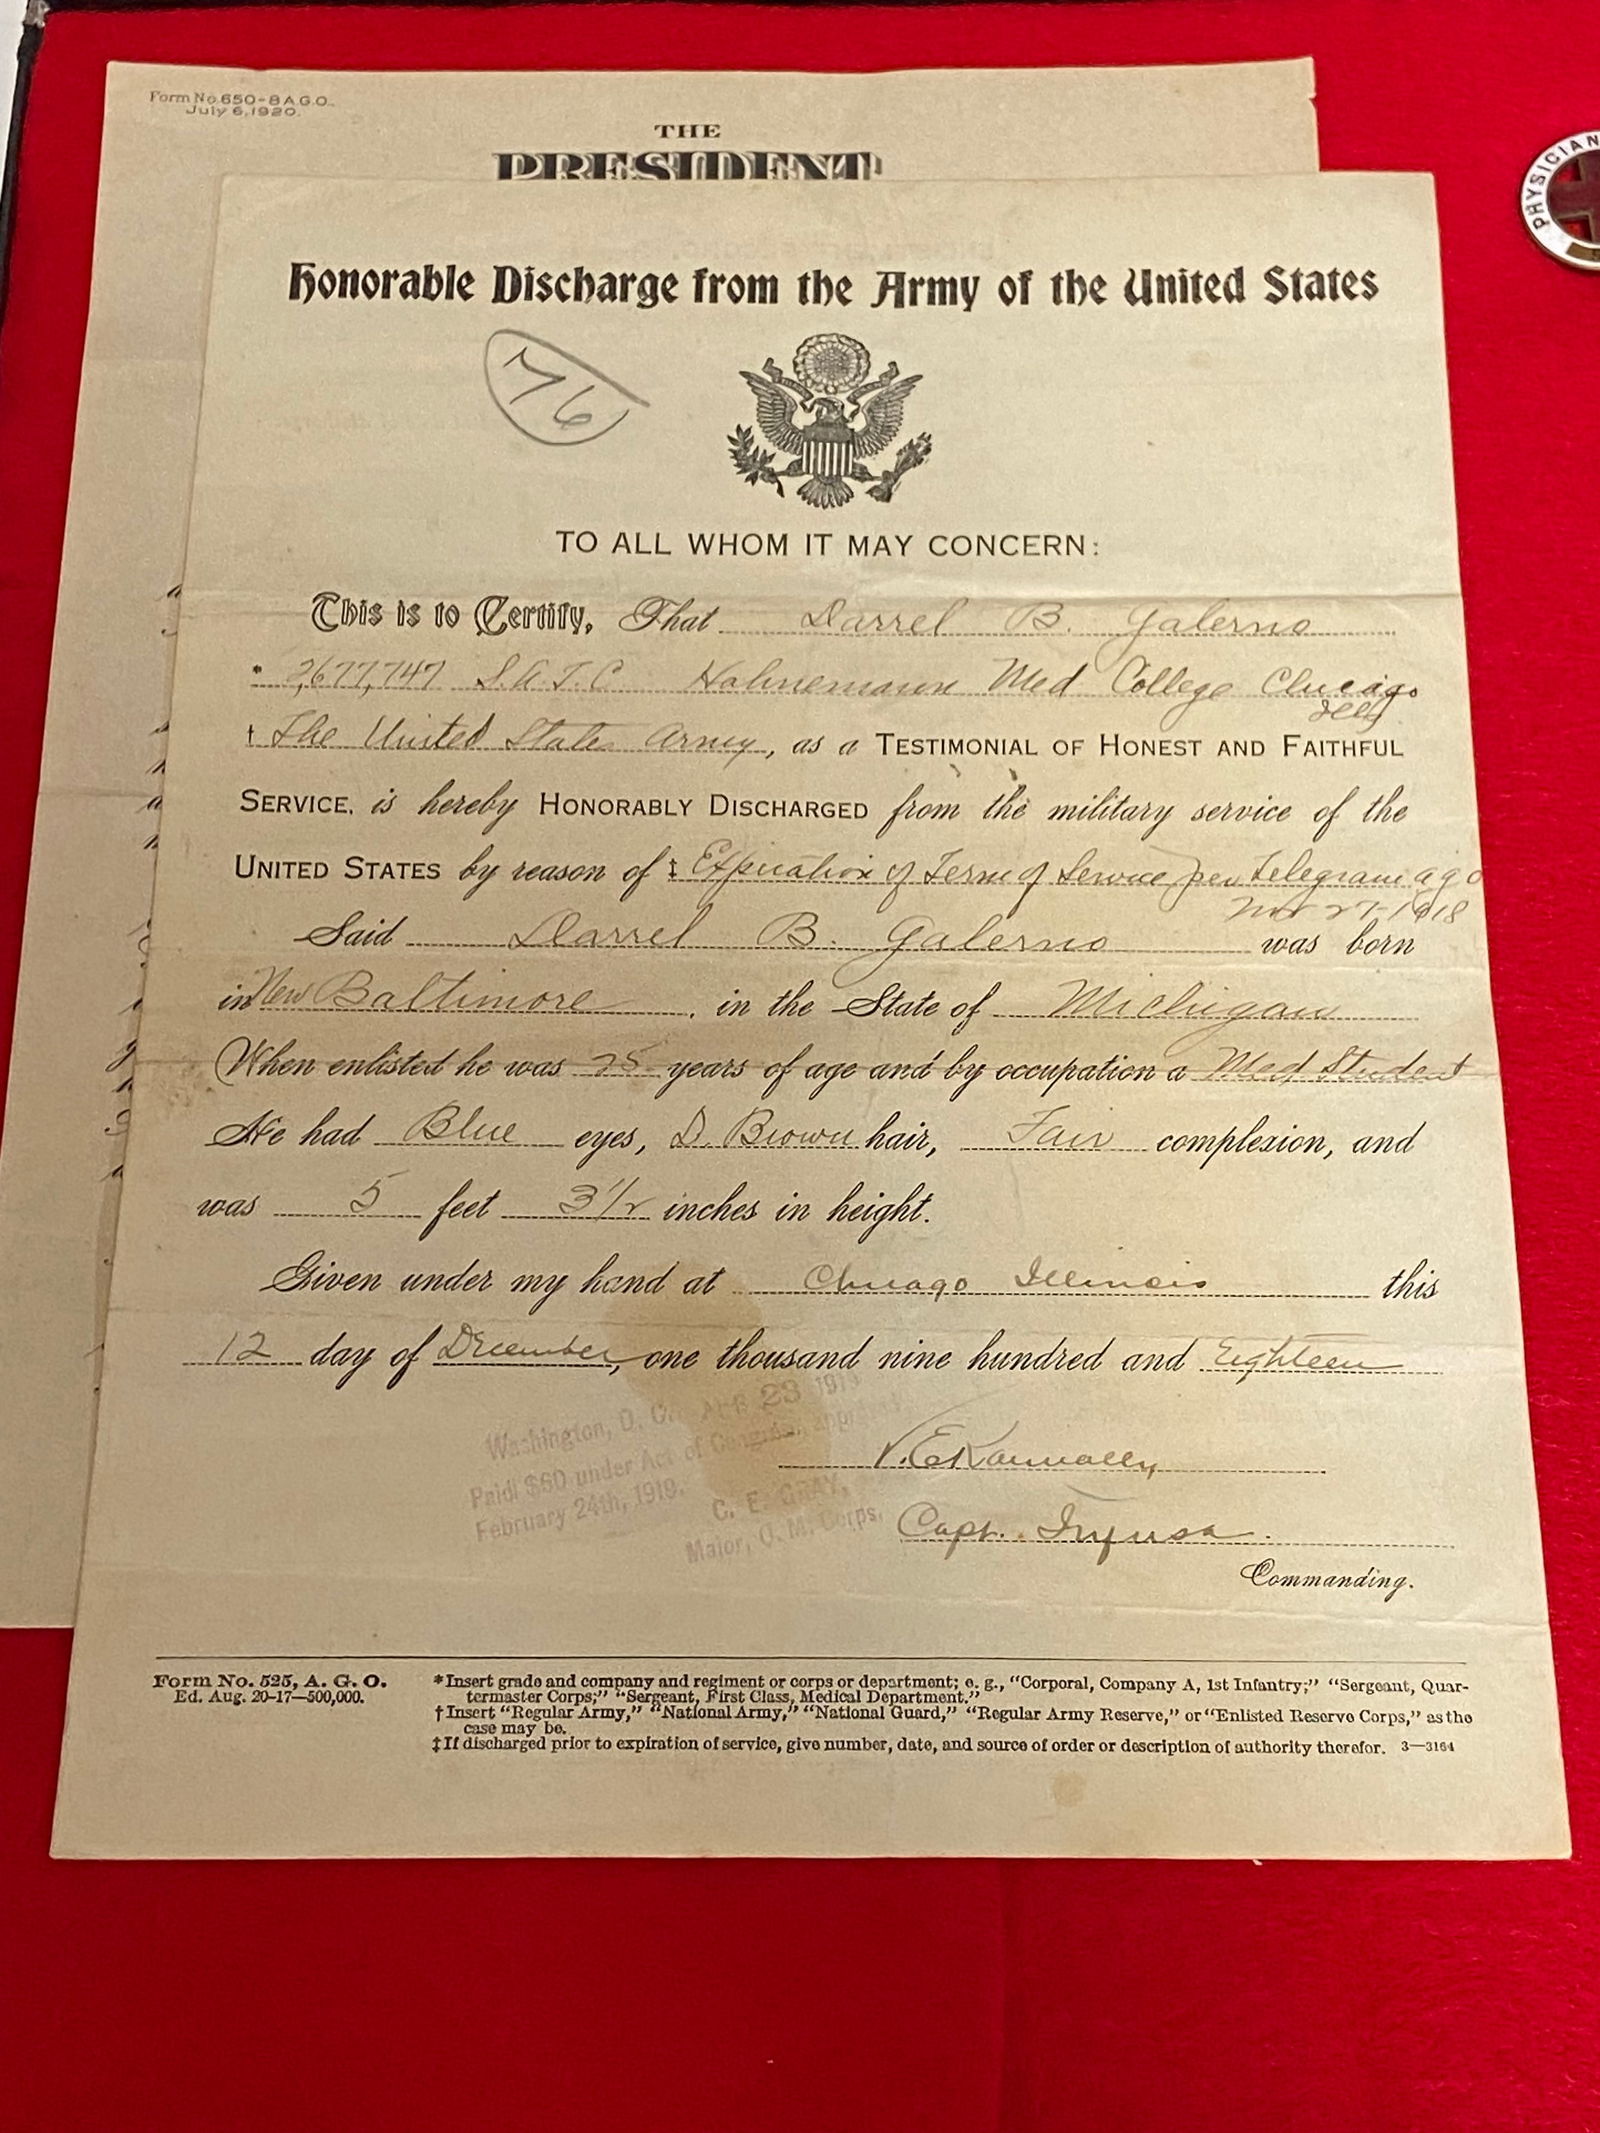 Form No. 650-8 A.G.O.
July 6, 1920.
THE
PRESIDENT
PHYSICIAN
Honorable Discharge from the Army of the United States
76
TO ALL WHOM IT MAY CONCERN:
This is to Certify, That Darrel B. Galerno
* 2,677,747 S.A.T.C Hahnemann Med College Chicago
Ills
† The United States Army, as a TESTIMONIAL OF HONEST AND FAITHFUL
SERVICE, is hereby HONORABLY DISCHARGED from the military service of the
UNITED STATES by reason of ‡ Expiration of Term of Service per Telegram a g o
Nov 27-1918
Said Darrel B. Galerno was born
in New Baltimore, in the State of Michigan
When enlisted he was 25 years of age and by occupation a Med Student
He had Blue eyes, D. Brown hair, Fair complexion, and
was 5 feet 3 1/2 inches in height.
Given under my hand at Chicago Illinois this
12 day of December, one thousand nine hundred and Eighteen
Washington, D. C. 23 1919
Paid $60 under Act of Congress, approved
February 24th, 1919.
C. E. GRAY,
Major, Q. M. Corps.
Capt. Inf usa.
Commanding.
Form No. 525, A. G. O.
Ed. Aug. 20-17—500,000.
*Insert grade and company and regiment or corps or department; e. g., "Corporal, Company A, 1st Infantry;" "Sergeant, Quar-
termaster Corps;" "Sergeant, First Class, Medical Department."
†Insert "Regular Army," "National Army," "National Guard," "Regular Army Reserve," or "Enlisted Reserve Corps," as the
case may be.
‡If discharged prior to expiration of service, give number, date, and source of order or description of authority therefor. 3—3164